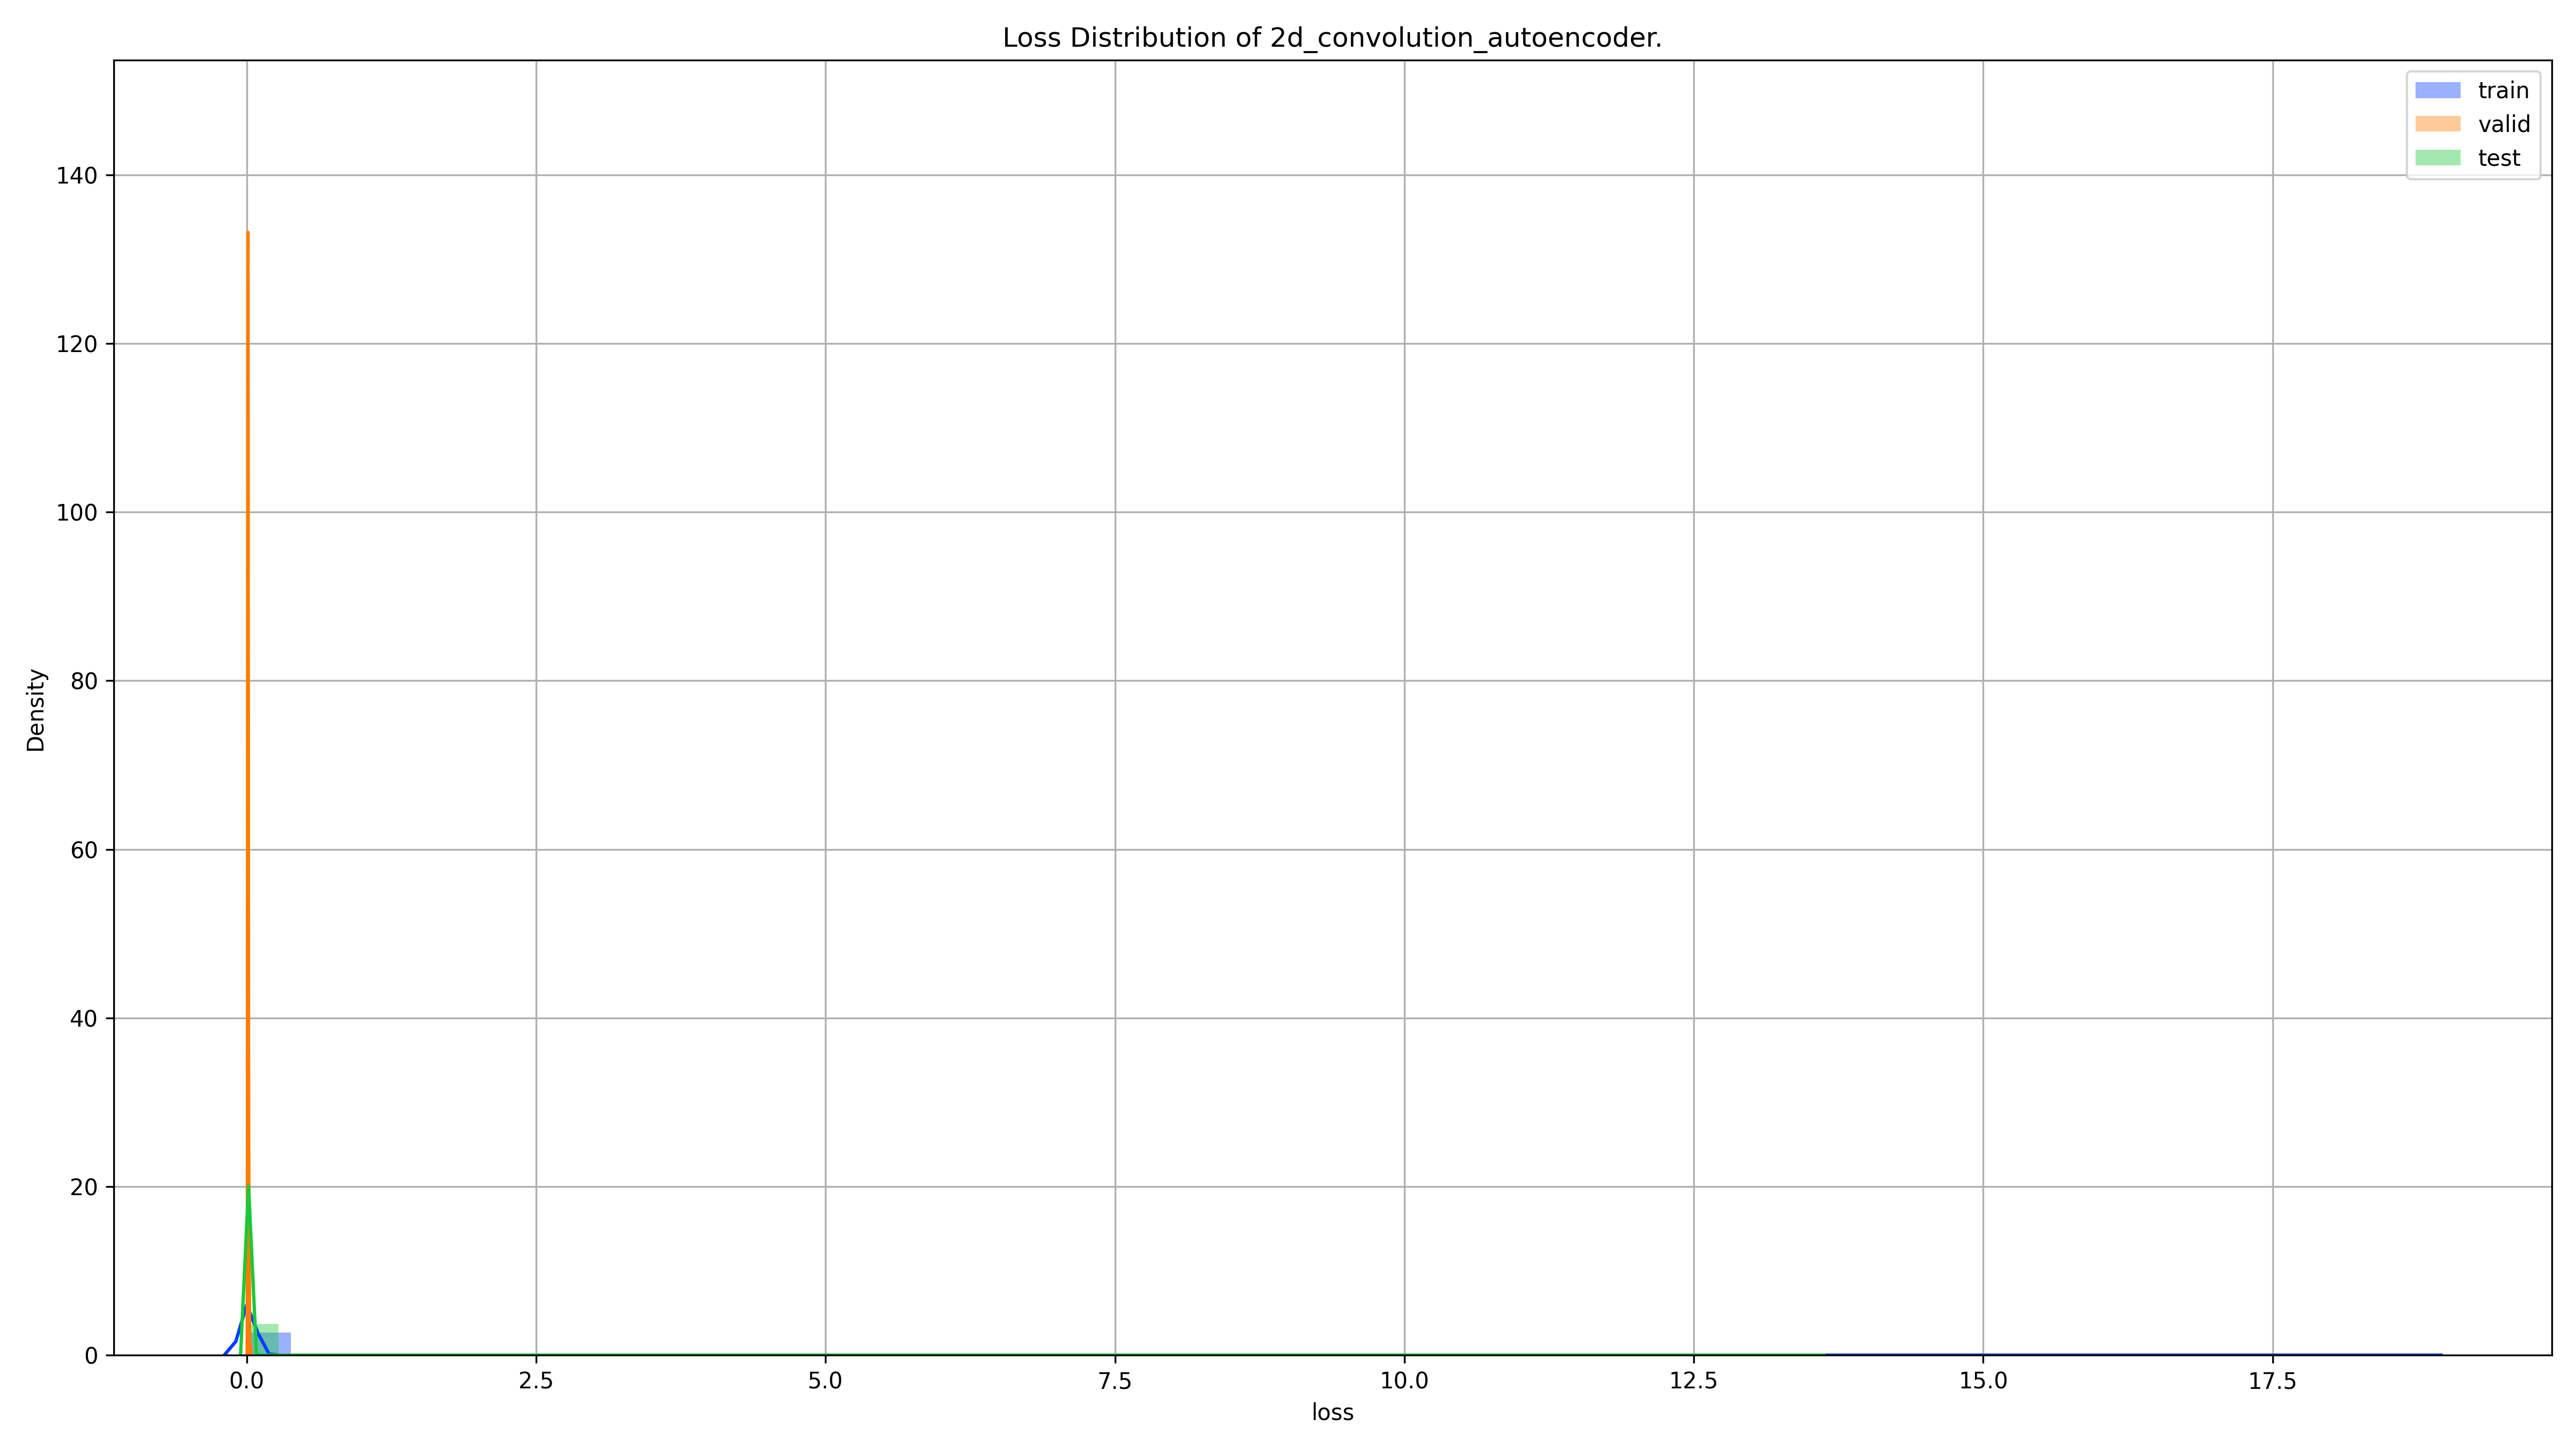 Loss Distribution of 2d_convolution_autoencoder.
train
valid
test
140
120
100
80
60
40
20
0
Density
0.0 2.5 5.0 7.5 10.0 12.5 15.0 17.5
loss